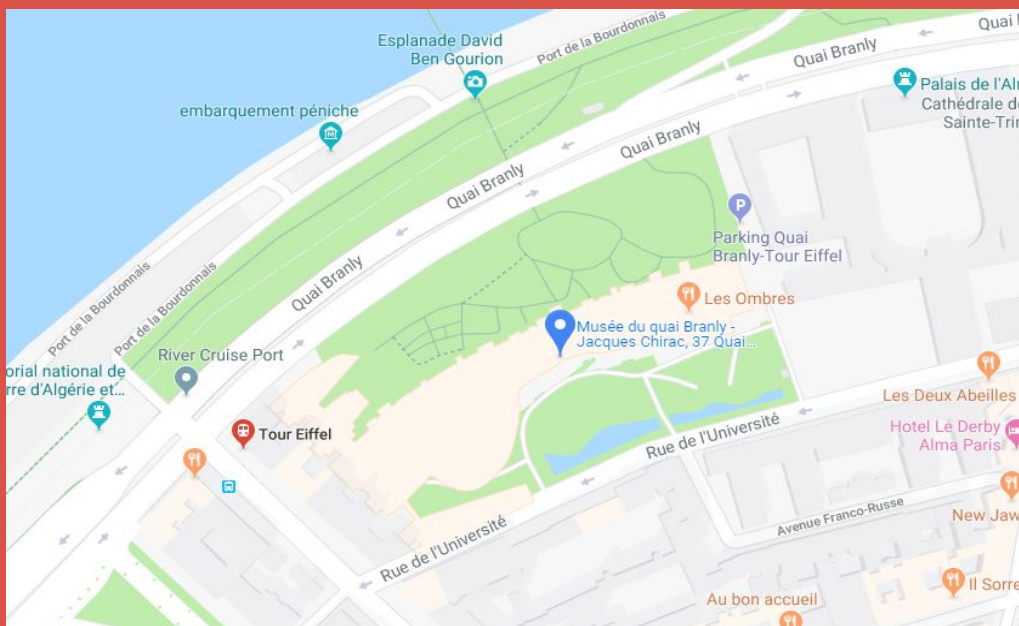 Quai
Esplanade David
Ben Gourion
Port de la Bourdonnais
Quai Branly
embarquement péniche
Palais de l'Alm
Cathédrale d
Sainte-Trin
Quai Branly
Quai Branly
P
Parking Quai
Branly-Tour Eiffel
Quai Branly
Port de la Bourdonnais
Port de la Bourdonnais
Les Ombres
Musée du quai Branly -
Jacques Chirac, 37 Quai...
River Cruise Port
orial national de
rre d'Algérie et...
Les Deux Abeilles
Tour Eiffel
Rue de l'Université
Hotel Le Derby
Alma Paris
Avenue Franco-Russe
New Jaw
Rue de l'Université
Il Sorre
Au bon accueil